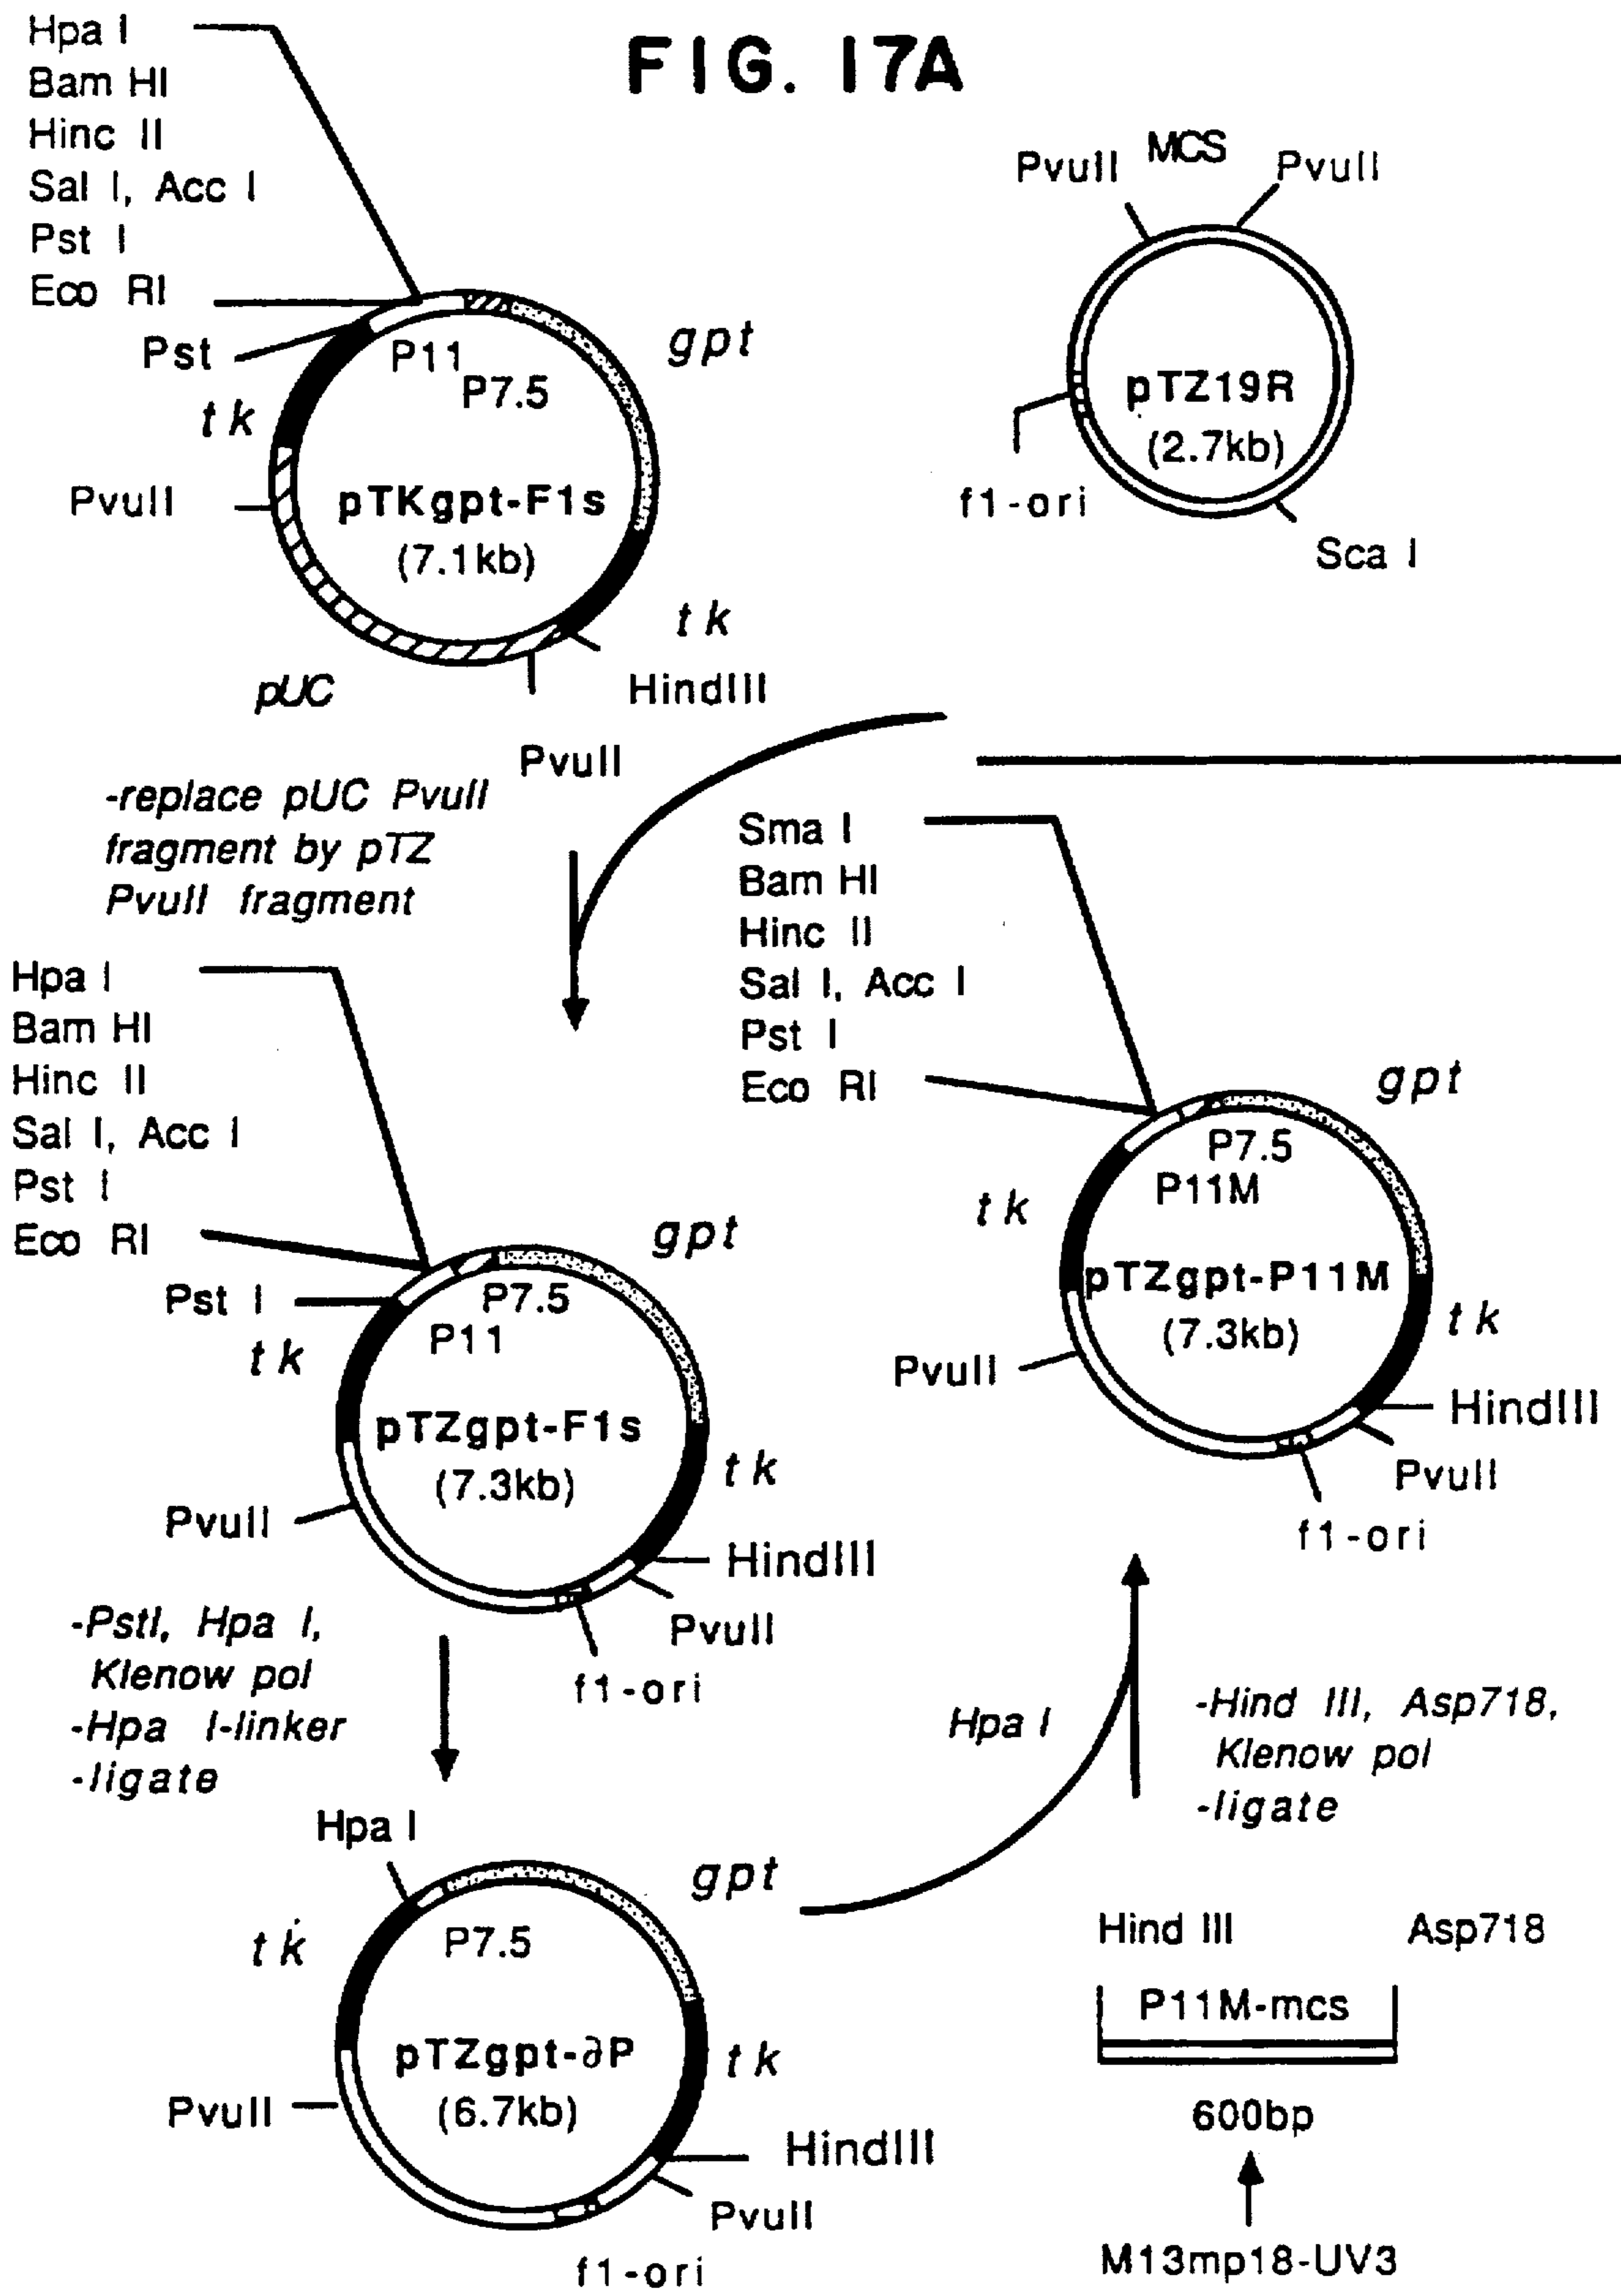 FIG. 17A
Hpa I
Bam HI
Hinc II
Sal I, Acc I
Pst I
Eco RI
Pst
tk
PvuII
P11
P7.5
gpt
pTKgpt-F1s
(7.1kb)
tk
HindIII
pUC
PvuII
PvuII
MCS
PvuII
pTZ19R
(2.7kb)
f1-ori
Sca I
-replace pUC PvuII
fragment by pTZ
PvuII fragment
Hpa I
Bam HI
Hinc II
Sal I, Acc I
Pst I
Eco RI
Pst I
tk
gpt
P7.5
P11
pTZgpt-F1s
(7.3kb)
tk
PvuII
HindIII
PvuII
f1-ori
Sma I
Bam HI
Hinc II
Sal I, Acc I
Pst I
Eco RI
gpt
P7.5
P11M
tk
pTZgpt-P11M
(7.3kb)
tk
PvuII
HindIII
PvuII
f1-ori
-PstI, Hpa I,
Klenow pol
-Hpa I-linker
-ligate
Hpa I
-Hind III, Asp718,
Klenow pol
-ligate
Hpa I
gpt
tk
P7.5
pTZgpt-∂P
(6.7kb)
tk
PvuII
HindIII
PvuII
f1-ori
Hind III
Asp718
P11M-mcs
600bp
M13mp18-UV3